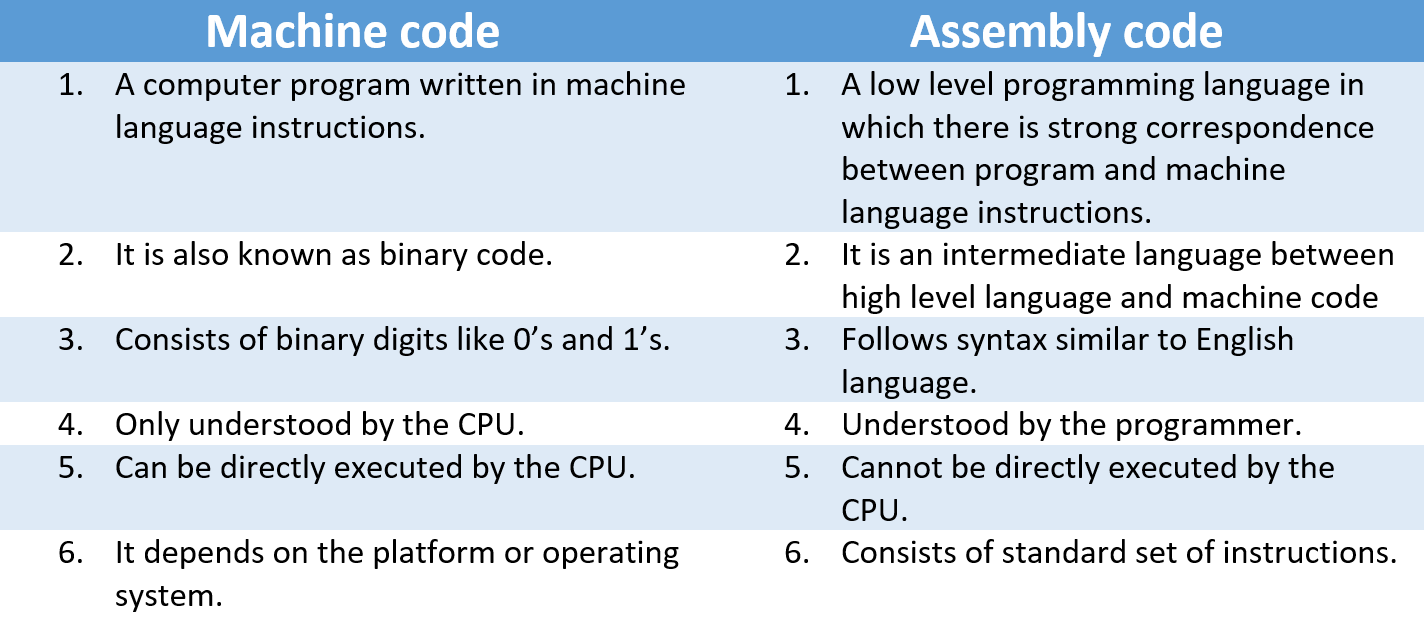 Machine code
Assembly code
1. A computer program written in machine
language instructions.
1. A low level programming language in
which there is strong correspondence
between program and machine
language instructions.
2. It is also known as binary code.
2. It is an intermediate language between
high level language and machine code
3. Consists of binary digits like 0’s and 1’s.
3. Follows syntax similar to English
language.
4. Only understood by the CPU.
4. Understood by the programmer.
5. Can be directly executed by the CPU.
5. Cannot be directly executed by the
CPU.
6. It depends on the platform or operating
system.
6. Consists of standard set of instructions.